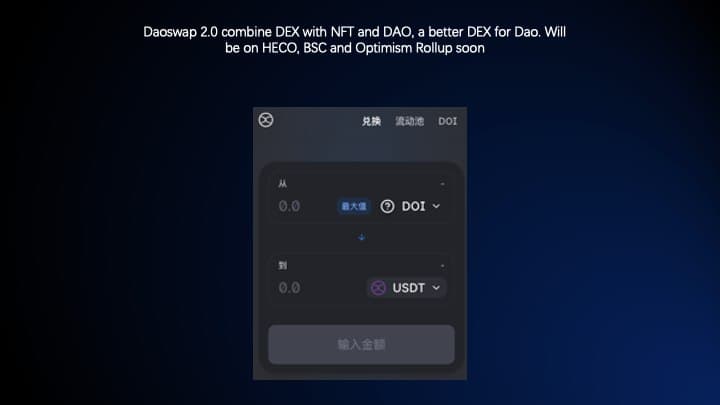 Daoswap 2.0 combine DEX with NFT and DAO, a better DEX for Dao. Will
be on HECO, BSC and Optimism Rollup soon
兑换 流动池 DOI
从 -
0.0 最大值 DOI
到 -
0.0 USDT
输入金额